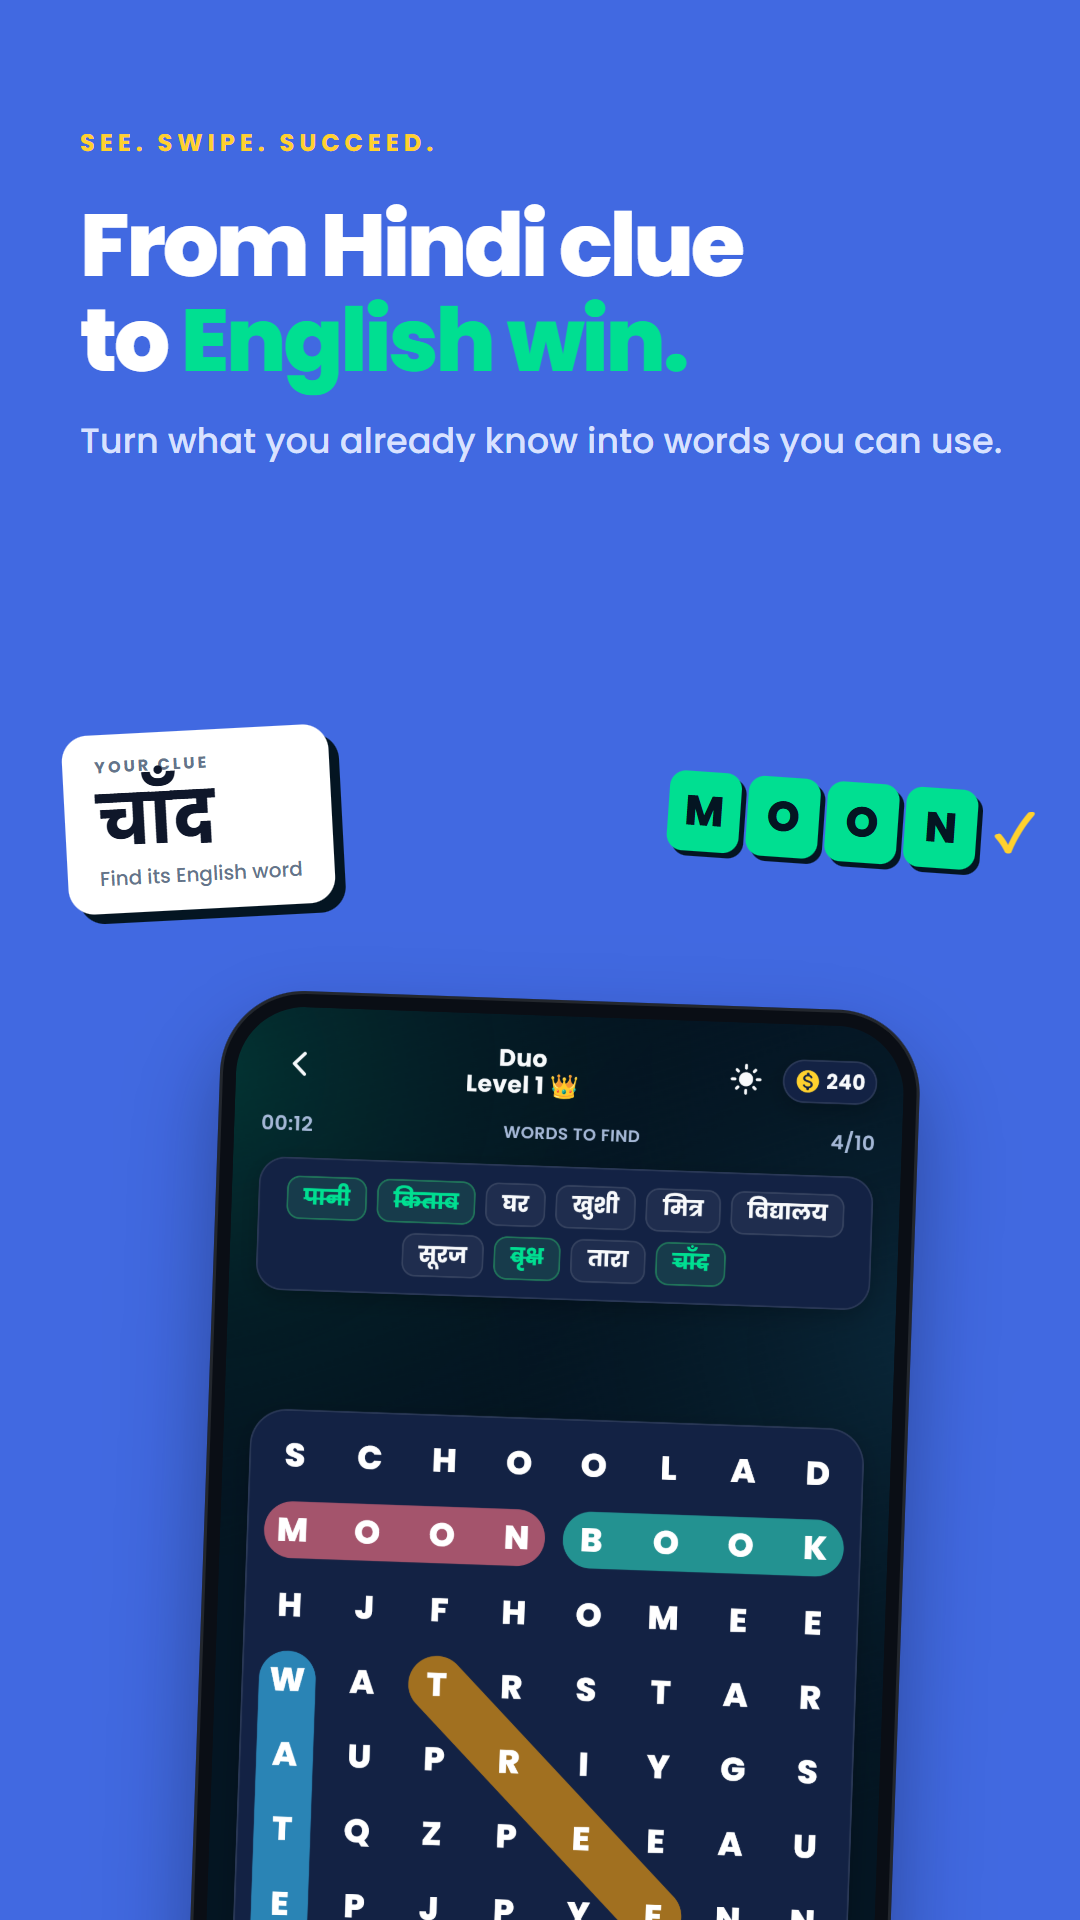 SEE. SWIPE. SUCCEED.
From Hindi clue
to English win.
Turn what you already know into words you can use.
YOUR CLUE
चाँद
Find its English word
M O O N ✓
Duo
Level 1 👑
$ 240
00:12 WORDS TO FIND 4/10
पानी किताब घर खुशी मित्र विद्यालय
सूरज वृक्ष तारा चाँद
S C H O O L A D
M O O N B O O K
H J F H O M E E
W A T R S T A R
A U P R I Y G S
T Q Z P E E A U
E P J P Y E N N